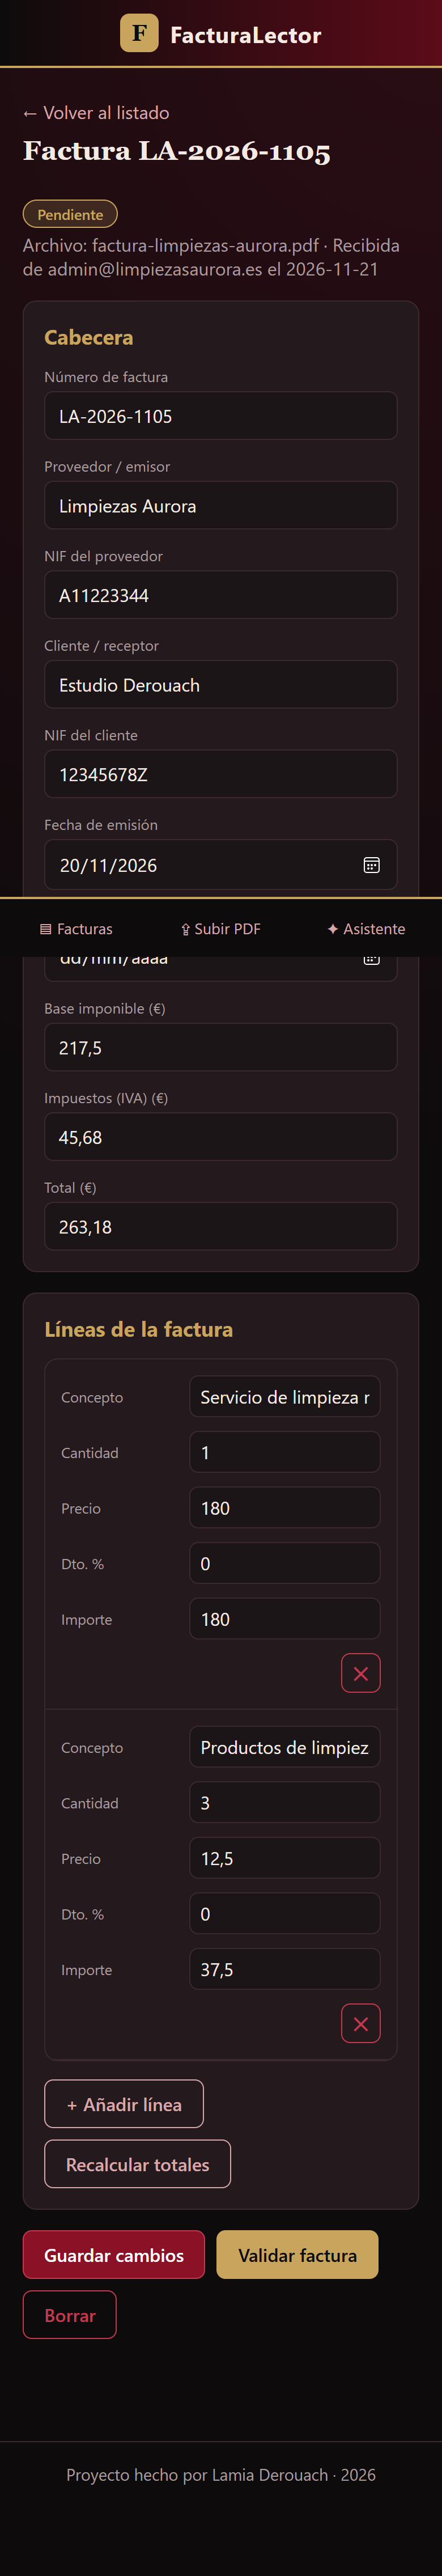 F FacturaLector
← Volver al listado
Factura LA-2026-1105
Pendiente
Archivo: factura-limpiezas-aurora.pdf · Recibida
de admin@limpiezasaurora.es el 2026-11-21
Cabecera
Número de factura
LA-2026-1105
Proveedor / emisor
Limpiezas Aurora
NIF del proveedor
A11223344
Cliente / receptor
Estudio Derouach
NIF del cliente
12345678Z
Fecha de emisión
20/11/2026
Facturas Subir PDF Asistente
dd/mm/aaaa
Base imponible (€)
217,5
Impuestos (IVA) (€)
45,68
Total (€)
263,18
Líneas de la factura
Concepto Servicio de limpieza r
Cantidad 1
Precio 180
Dto. % 0
Importe 180
×
Concepto Productos de limpiez
Cantidad 3
Precio 12,5
Dto. % 0
Importe 37,5
×
+ Añadir línea
Recalcular totales
Guardar cambios Validar factura
Borrar
Proyecto hecho por Lamia Derouach · 2026